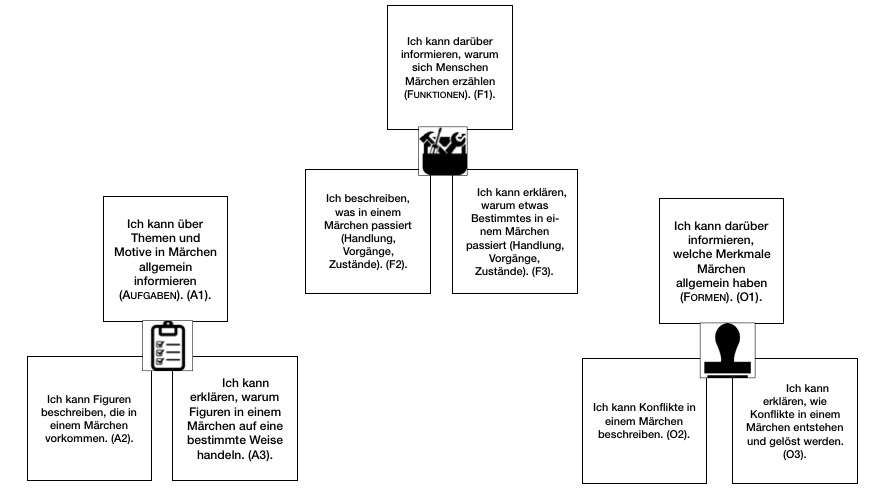 Ich kann darüber
informieren, warum
sich Menschen
Märchen erzählen
(FUNKTIONEN). (F1).
Ich beschreiben,
was in einem
Märchen passiert
(Handlung,
Vorgänge,
Zustände). (F2).
Ich kann erklären,
warum etwas
Bestimmtes in ei-
nem Märchen
passiert (Handlung,
Vorgänge,
Zustände). (F3).
Ich kann über
Themen und
Motive in Märchen
allgemein
informieren
(AUFGABEN). (A1).
Ich kann Figuren
beschreiben, die in
einem Märchen
vorkommen. (A2).
Ich kann
erklären, warum
Figuren in einem
Märchen auf eine
bestimmte Weise
handeln. (A3).
Ich kann darüber
informieren,
welche Merkmale
Märchen
allgemein haben
(FORMEN). (O1).
Ich kann Konflikte in
einem Märchen
beschreiben. (O2).
Ich kann
erklären, wie
Konflikte in einem
Märchen entstehen
und gelöst werden.
(O3).